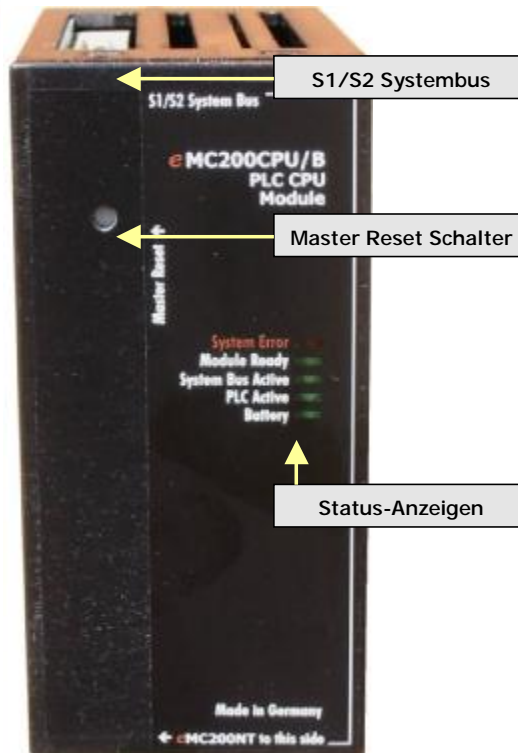 S1/S2 Systembus
S1/S2 System Bus
eMC200CPU/B
PLC CPU
Module
Master Reset Schalter
Master Reset
System Error
Module Ready
System Bus Active
PLC Active
Battery
Status-Anzeigen
Made in Germany
eMC200NT to this side